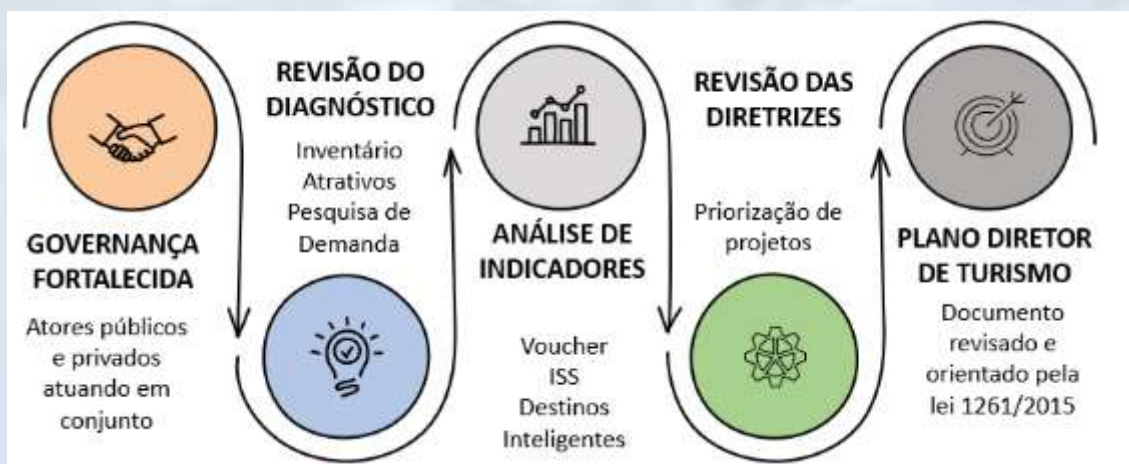 GOVERNANÇA
FORTALECIDA
Atores públicos
e privados
atuando em
conjunto
REVISÃO DO
DIAGNÓSTICO
Inventário
Atrativos
Pesquisa de
Demanda
ANÁLISE DE
INDICADORES
Voucher
ISS
Destinos
Inteligentes
REVISÃO DAS
DIRETRIZES
Priorização de
projetos
PLANO DIRETOR
DE TURISMO
Documento
revisado e
orientado pela
lei 1261/2015